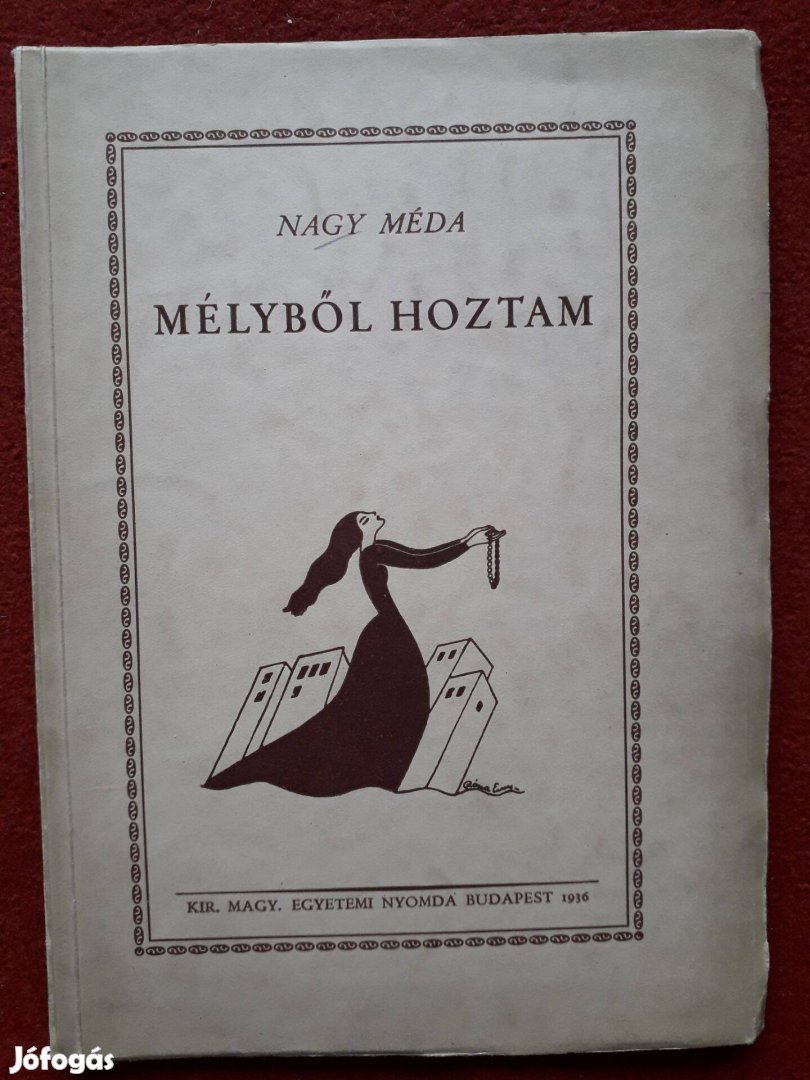 NAGY MÉDA
MÉLYBŐL HOZTAM
KIR. MAGY. EGYETEMI NYOMDA BUDAPEST 1936
Jófogás